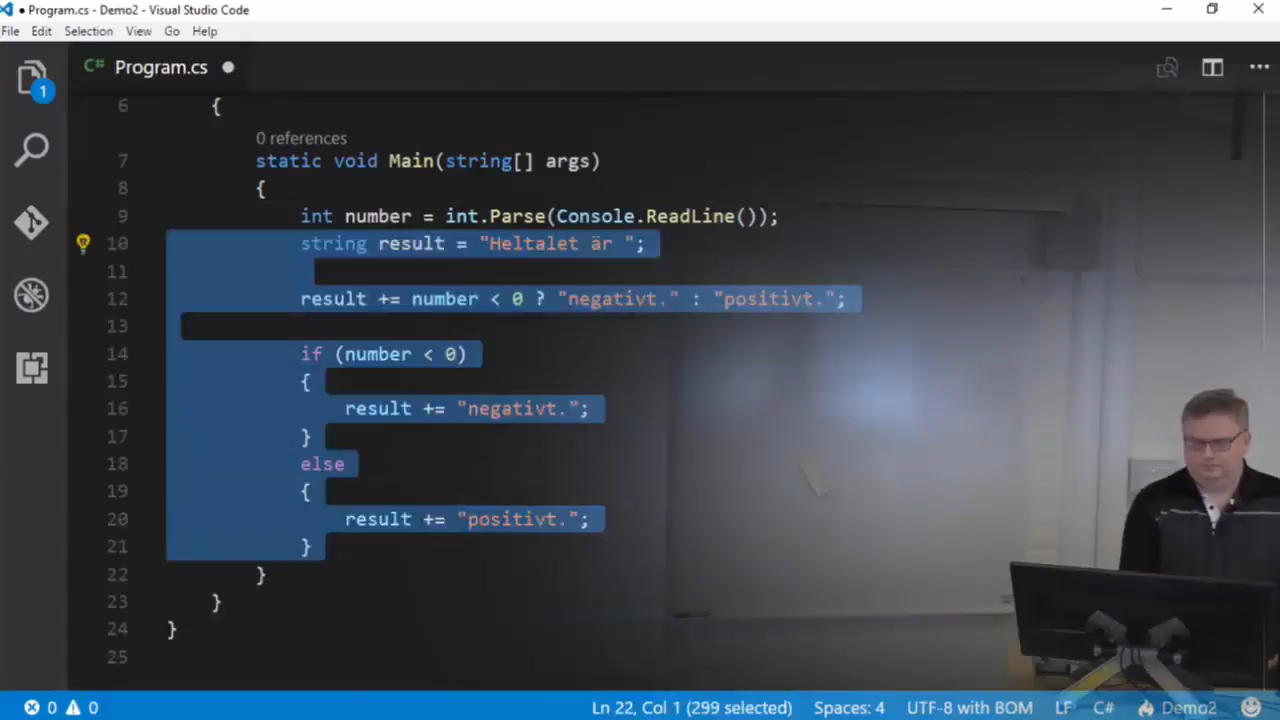 ● Program.cs - Demo2 - Visual Studio Code
File Edit Selection View Go Help
C# Program.cs ●
1
6 {
0 references
7 static void Main(string[] args)
8 {
9 int number = int.Parse(Console.ReadLine());
10 string result = "Heltalet är ";
11
12 result += number < 0 ? "negativt." : "positivt.";
13
14 if (number < 0)
15 {
16 result += "negativt.";
17 }
18 else
19 {
20 result += "positivt.";
21 }
22 }
23 }
24 }
25
0 0 Ln 22, Col 1 (299 selected) Spaces: 4 UTF-8 with BOM LF C# Demo2